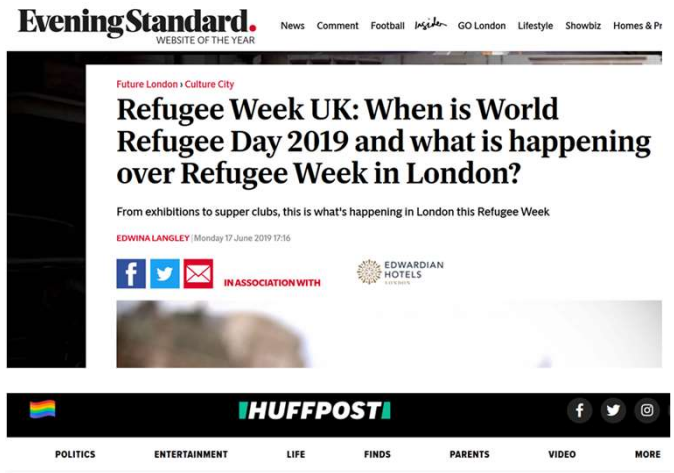 Evening Standard.
WEBSITE OF THE YEAR
News Comment Football Insider GO London Lifestyle Showbiz Homes & Pr
Future London › Culture City
Refugee Week UK: When is World
Refugee Day 2019 and what is happening
over Refugee Week in London?
From exhibitions to supper clubs, this is what's happening in London this Refugee Week
EDWINA LANGLEY | Monday 17 June 2019 17:16
IN ASSOCIATION WITH
EDWARDIAN
HOTELS
LONDON
HUFFPOST
POLITICS ENTERTAINMENT LIFE FINDS PARENTS VIDEO MORE